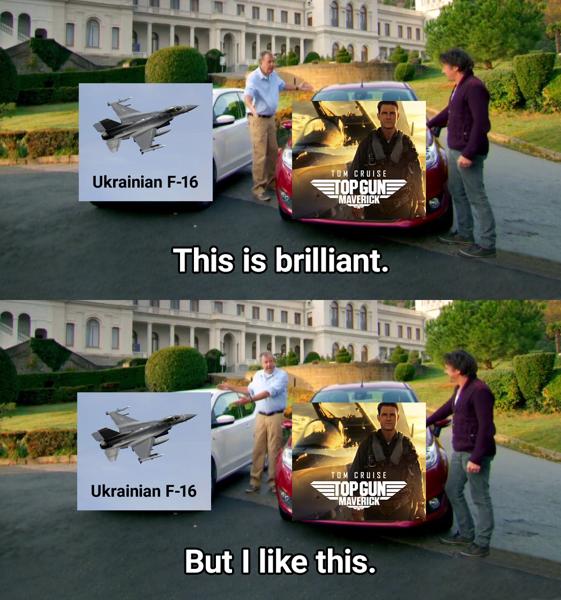 Ukrainian F-16
TOM CRUISE
TOP GUN
MAVERICK
This is brilliant.
Ukrainian F-16
TOM CRUISE
TOP GUN
MAVERICK
But I like this.